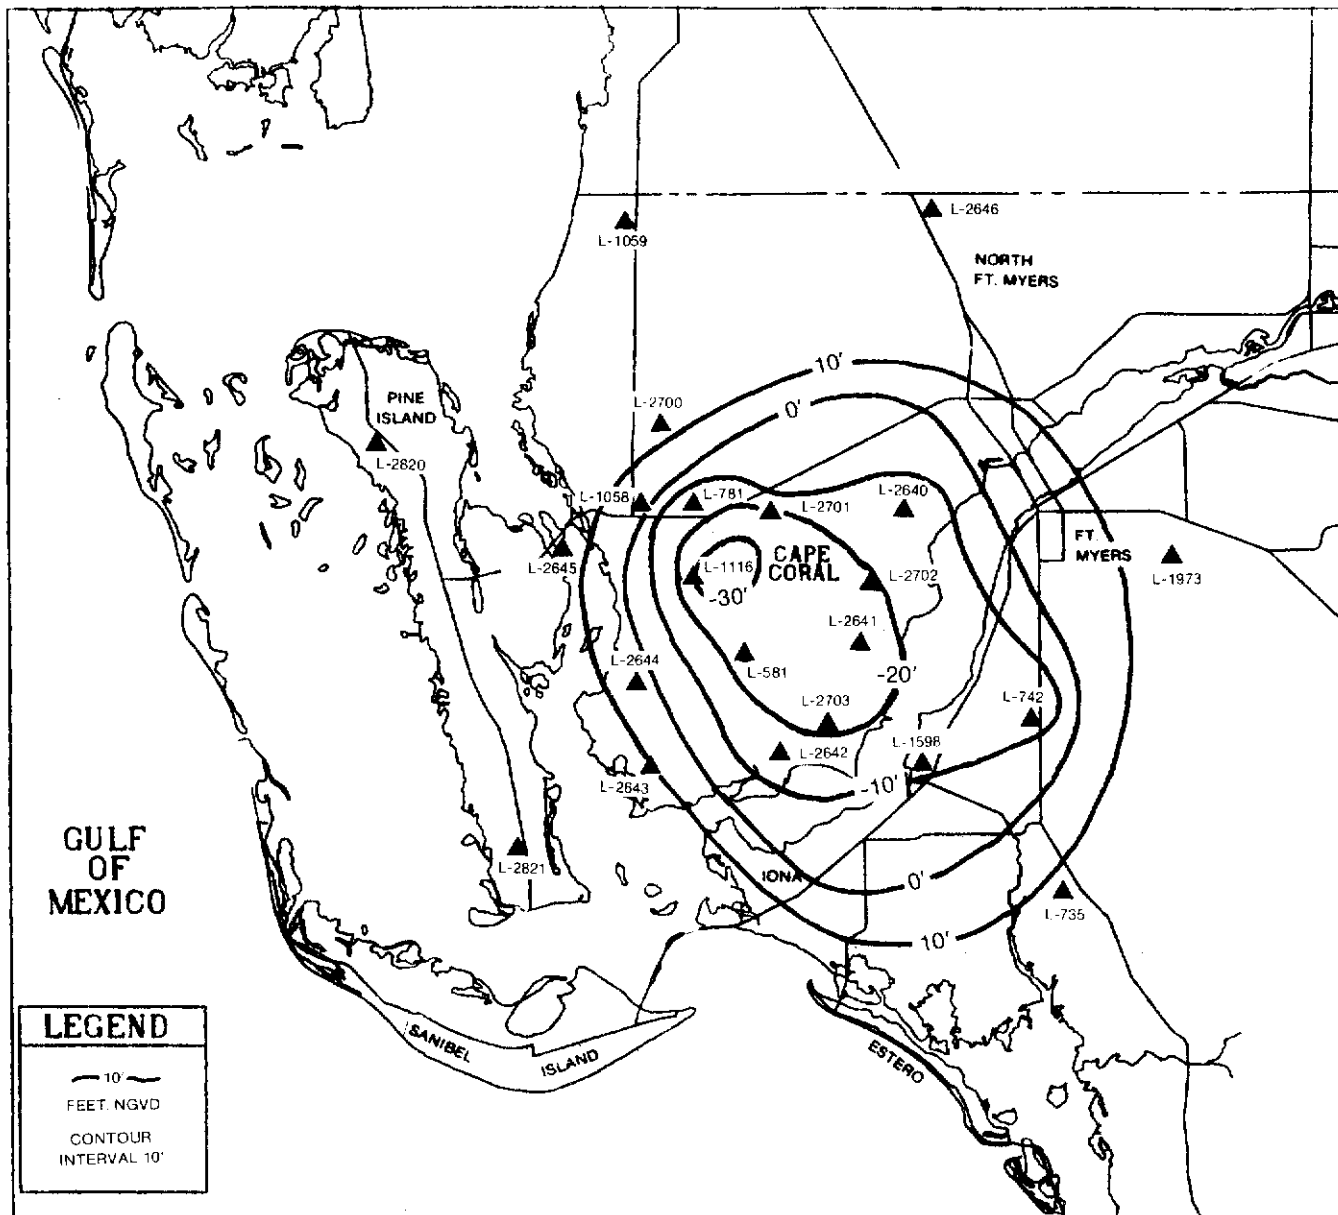 L-2646
L-1059
NORTH
FT. MYERS
10'
PINE
ISLAND
L-2700
0'
L-2820
L-1058
L-781
L-2701
L-2640
CAPE
CORAL
FT.
MYERS
L-2645
L-1116
L-2702
L-1973
-30'
L-2641
L-2644
L-581
-20'
L-2703
L-742
L-2642
L-1598
L-2643
-10'
GULF
OF
MEXICO
L-2821
IONA
0'
L-735
10'
LEGEND
10'
FEET. NGVD
CONTOUR
INTERVAL 10'
SANIBEL
ISLAND
ESTERO